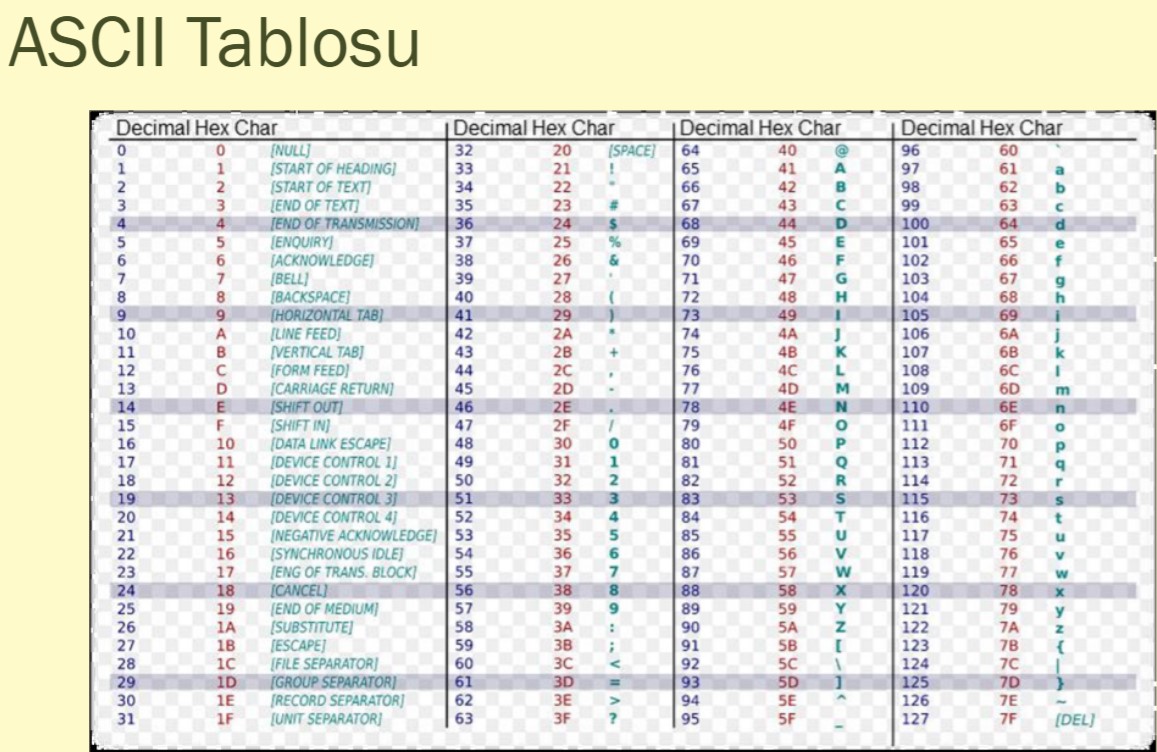 ASCII Tablosu
Decimal Hex Char Decimal Hex Char Decimal Hex Char Decimal Hex Char
0 0 [NULL] 32 20 [SPACE] 64 40 @ 96 60 `
1 1 [START OF HEADING] 33 21 ! 65 41 A 97 61 a
2 2 [START OF TEXT] 34 22 " 66 42 B 98 62 b
3 3 [END OF TEXT] 35 23 # 67 43 C 99 63 c
4 4 [END OF TRANSMISSION] 36 24 $ 68 44 D 100 64 d
5 5 [ENQUIRY] 37 25 % 69 45 E 101 65 e
6 6 [ACKNOWLEDGE] 38 26 & 70 46 F 102 66 f
7 7 [BELL] 39 27 ' 71 47 G 103 67 g
8 8 [BACKSPACE] 40 28 ( 72 48 H 104 68 h
9 9 [HORIZONTAL TAB] 41 29 ) 73 49 I 105 69 i
10 A [LINE FEED] 42 2A * 74 4A J 106 6A j
11 B [VERTICAL TAB] 43 2B + 75 4B K 107 6B k
12 C [FORM FEED] 44 2C , 76 4C L 108 6C l
13 D [CARRIAGE RETURN] 45 2D - 77 4D M 109 6D m
14 E [SHIFT OUT] 46 2E . 78 4E N 110 6E n
15 F [SHIFT IN] 47 2F / 79 4F O 111 6F o
16 10 [DATA LINK ESCAPE] 48 30 0 80 50 P 112 70 p
17 11 [DEVICE CONTROL 1] 49 31 1 81 51 Q 113 71 q
18 12 [DEVICE CONTROL 2] 50 32 2 82 52 R 114 72 r
19 13 [DEVICE CONTROL 3] 51 33 3 83 53 S 115 73 s
20 14 [DEVICE CONTROL 4] 52 34 4 84 54 T 116 74 t
21 15 [NEGATIVE ACKNOWLEDGE] 53 35 5 85 55 U 117 75 u
22 16 [SYNCHRONOUS IDLE] 54 36 6 86 56 V 118 76 v
23 17 [ENG OF TRANS. BLOCK] 55 37 7 87 57 W 119 77 w
24 18 [CANCEL] 56 38 8 88 58 X 120 78 x
25 19 [END OF MEDIUM] 57 39 9 89 59 Y 121 79 y
26 1A [SUBSTITUTE] 58 3A : 90 5A Z 122 7A z
27 1B [ESCAPE] 59 3B ; 91 5B [ 123 7B {
28 1C [FILE SEPARATOR] 60 3C < 92 5C \ 124 7C |
29 1D [GROUP SEPARATOR] 61 3D = 93 5D ] 125 7D }
30 1E [RECORD SEPARATOR] 62 3E > 94 5E ^ 126 7E ~
31 1F [UNIT SEPARATOR] 63 3F ? 95 5F _ 127 7F [DEL]